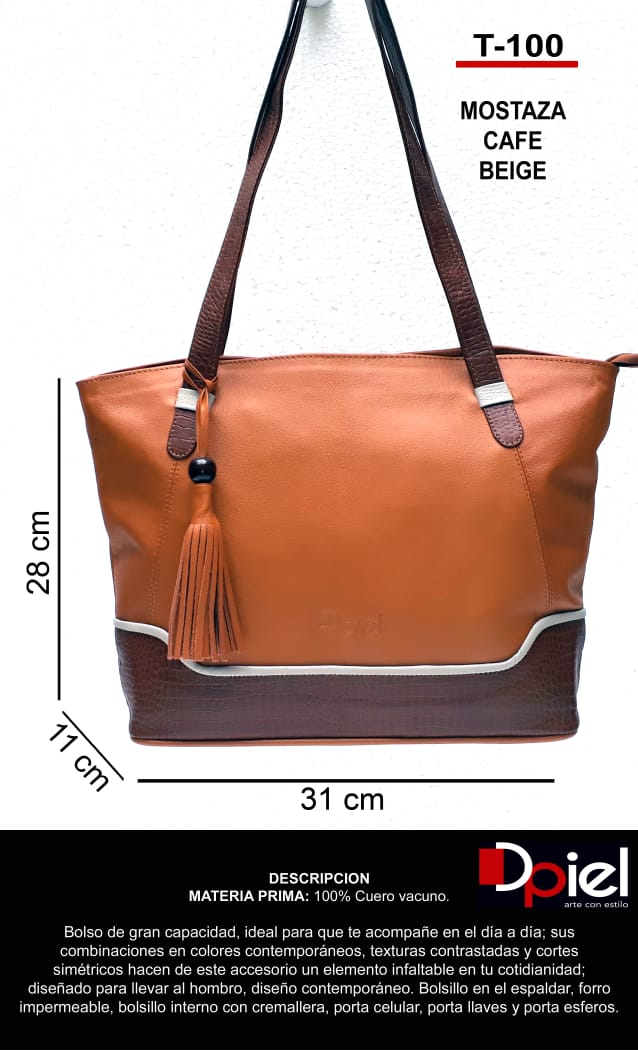 T-100
MOSTAZA
CAFE
BEIGE
28 cm
11 cm
31 cm
Dpiel
Dpiel
arte con estilo
DESCRIPCION
MATERIA PRIMA: 100% Cuero vacuno.
Bolso de gran capacidad, ideal para que te acompañe en el día a día; sus
combinaciones en colores contemporáneos, texturas contrastadas y cortes
simétricos hacen de este accesorio un elemento infaltable en tu cotidianidad;
diseñado para llevar al hombro, diseño contemporáneo. Bolsillo en el espaldar, forro
impermeable, bolsillo interno con cremallera, porta celular, porta llaves y porta esferos.